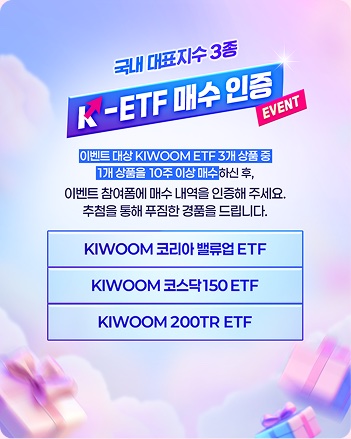 국내 대표지수 3종
K-ETF 매수 인증
EVENT
이벤트 대상 KIWOOM ETF 3개 상품 중
1개 상품을 10주 이상 매수하신 후,
이벤트 참여폼에 매수 내역을 인증해 주세요.
추첨을 통해 푸짐한 경품을 드립니다.
KIWOOM 코리아 밸류업 ETF
KIWOOM 코스닥150 ETF
KIWOOM 200TR ETF